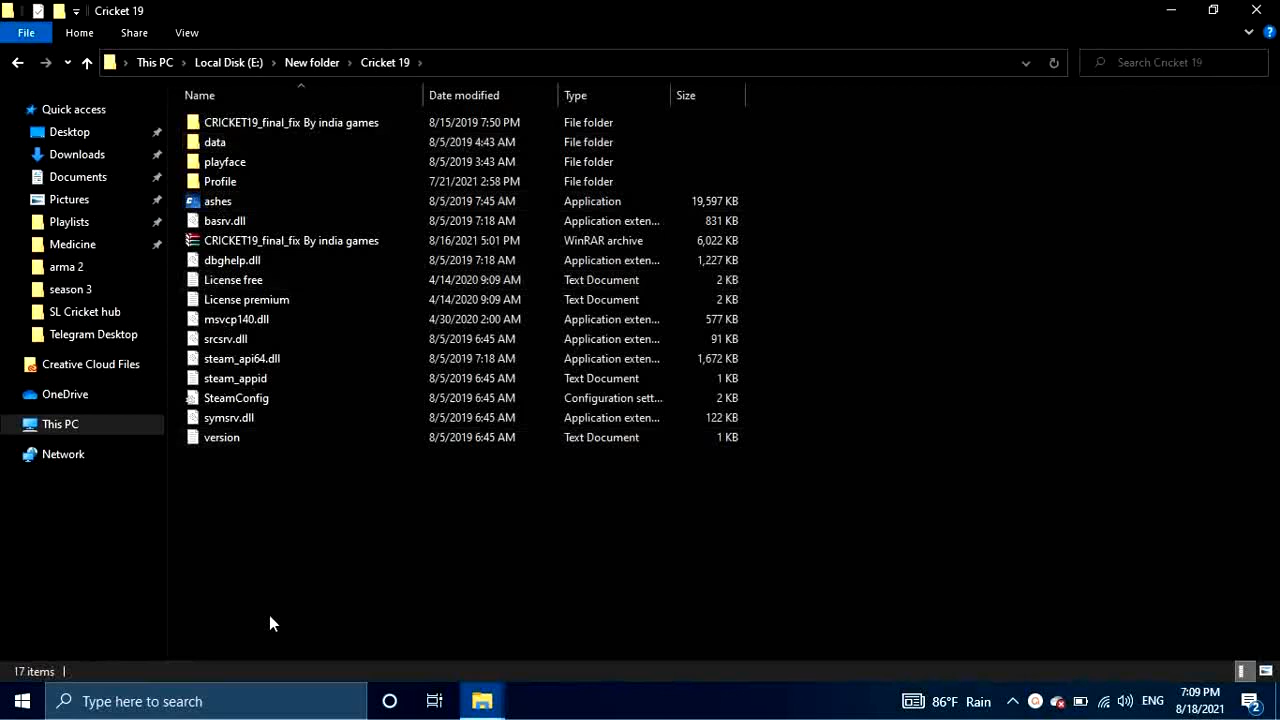 Cricket 19
File Home Share View
This PC Local Disk (E:) New folder Cricket 19 Search Cricket 19
Name Date modified Type Size
Quick access
Desktop
Downloads
Documents
Pictures
Playlists
Medicine
arma 2
season 3
SL Cricket hub
Telegram Desktop
Creative Cloud Files
OneDrive
This PC
Network
CRICKET19_final_fix By india games 8/15/2019 7:50 PM File folder
data 8/5/2019 4:43 AM File folder
playface 8/5/2019 3:43 AM File folder
Profile 7/21/2021 2:58 PM File folder
ashes 8/5/2019 7:45 AM Application 19,597 KB
basrv.dll 8/5/2019 7:18 AM Application exten... 831 KB
CRICKET19_final_fix By india games 8/16/2021 5:01 PM WinRAR archive 6,022 KB
dbghelp.dll 8/5/2019 7:18 AM Application exten... 1,227 KB
License free 4/14/2020 9:09 AM Text Document 2 KB
License premium 4/14/2020 9:09 AM Text Document 2 KB
msvcp140.dll 4/30/2020 2:00 AM Application exten... 577 KB
srcsrv.dll 8/5/2019 6:45 AM Application exten... 91 KB
steam_api64.dll 8/5/2019 7:18 AM Application exten... 1,672 KB
steam_appid 8/5/2019 6:45 AM Text Document 1 KB
SteamConfig 8/5/2019 6:45 AM Configuration sett... 2 KB
symsrv.dll 8/5/2019 6:45 AM Application exten... 122 KB
version 8/5/2019 6:45 AM Text Document 1 KB
17 items
Type here to search 86°F Rain ENG 7:09 PM
8/18/2021 2